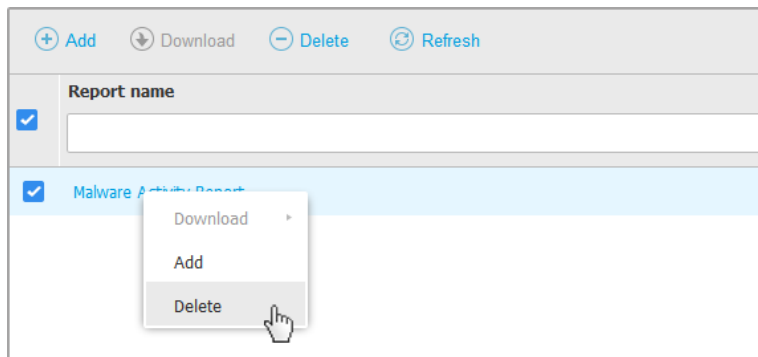 Add Download Delete Refresh
Report name
Malware Activity Report
Download
Add
Delete